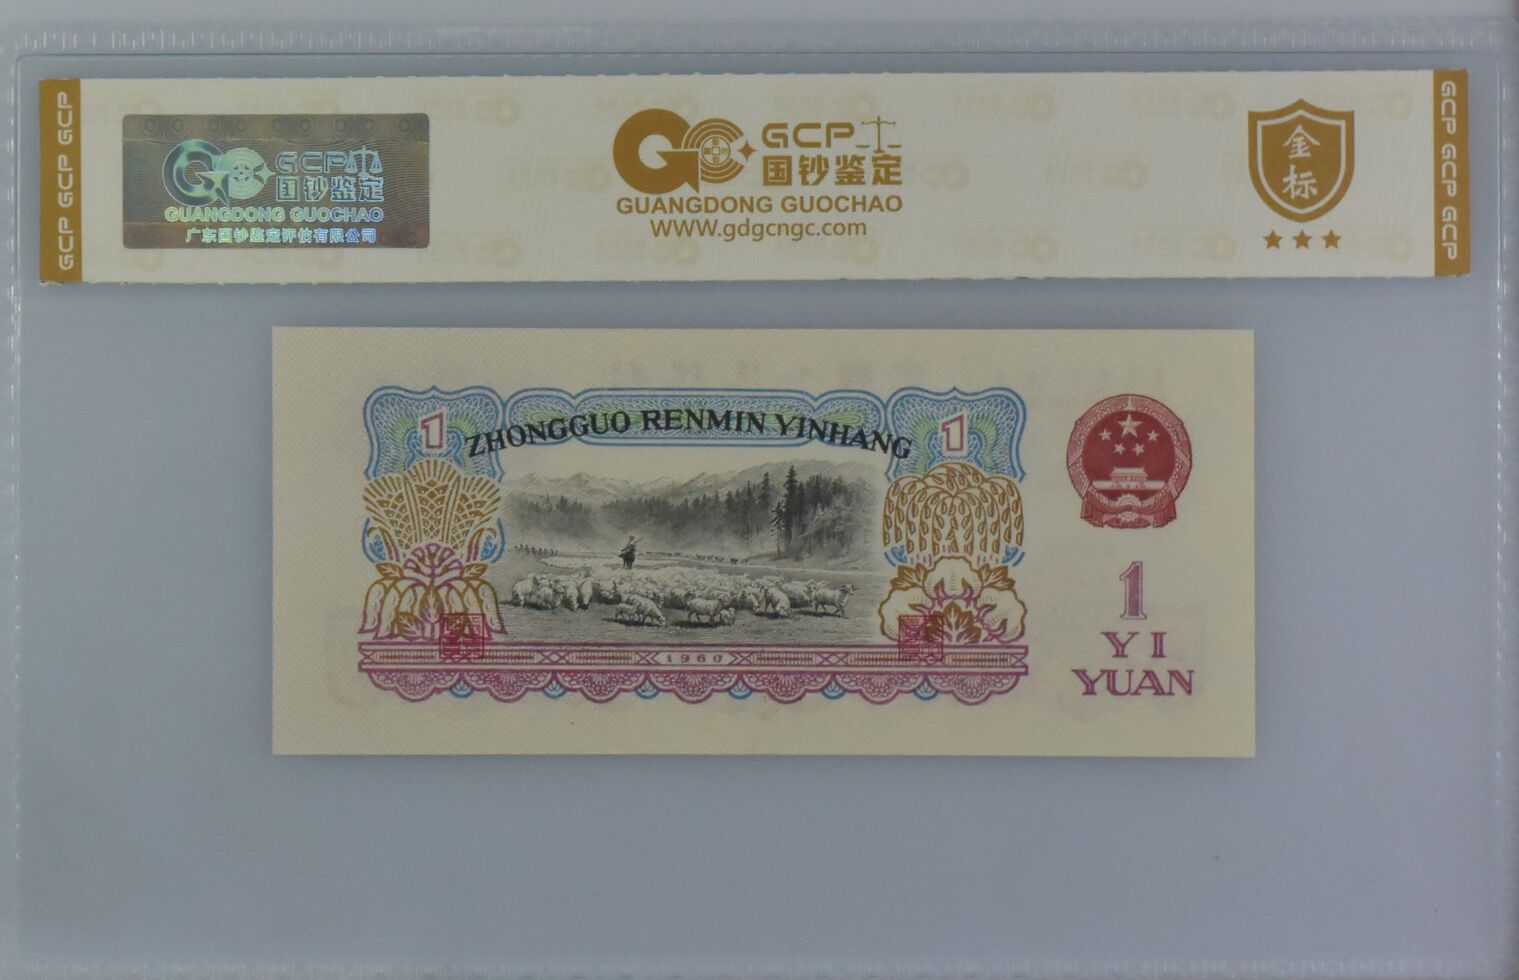 GCP GCP GCP
GCP
国钞鉴定
GUANGDONG GUOCHAO
广东国钞鉴定评估有限公司
GCP
国钞鉴定
GUANGDONG GUOCHAO
WWW.gdgcngc.com
金标
GCP GCP GCP
ZHONGGUO RENMIN YINHANG
1
1
1960
1
YI
YUAN